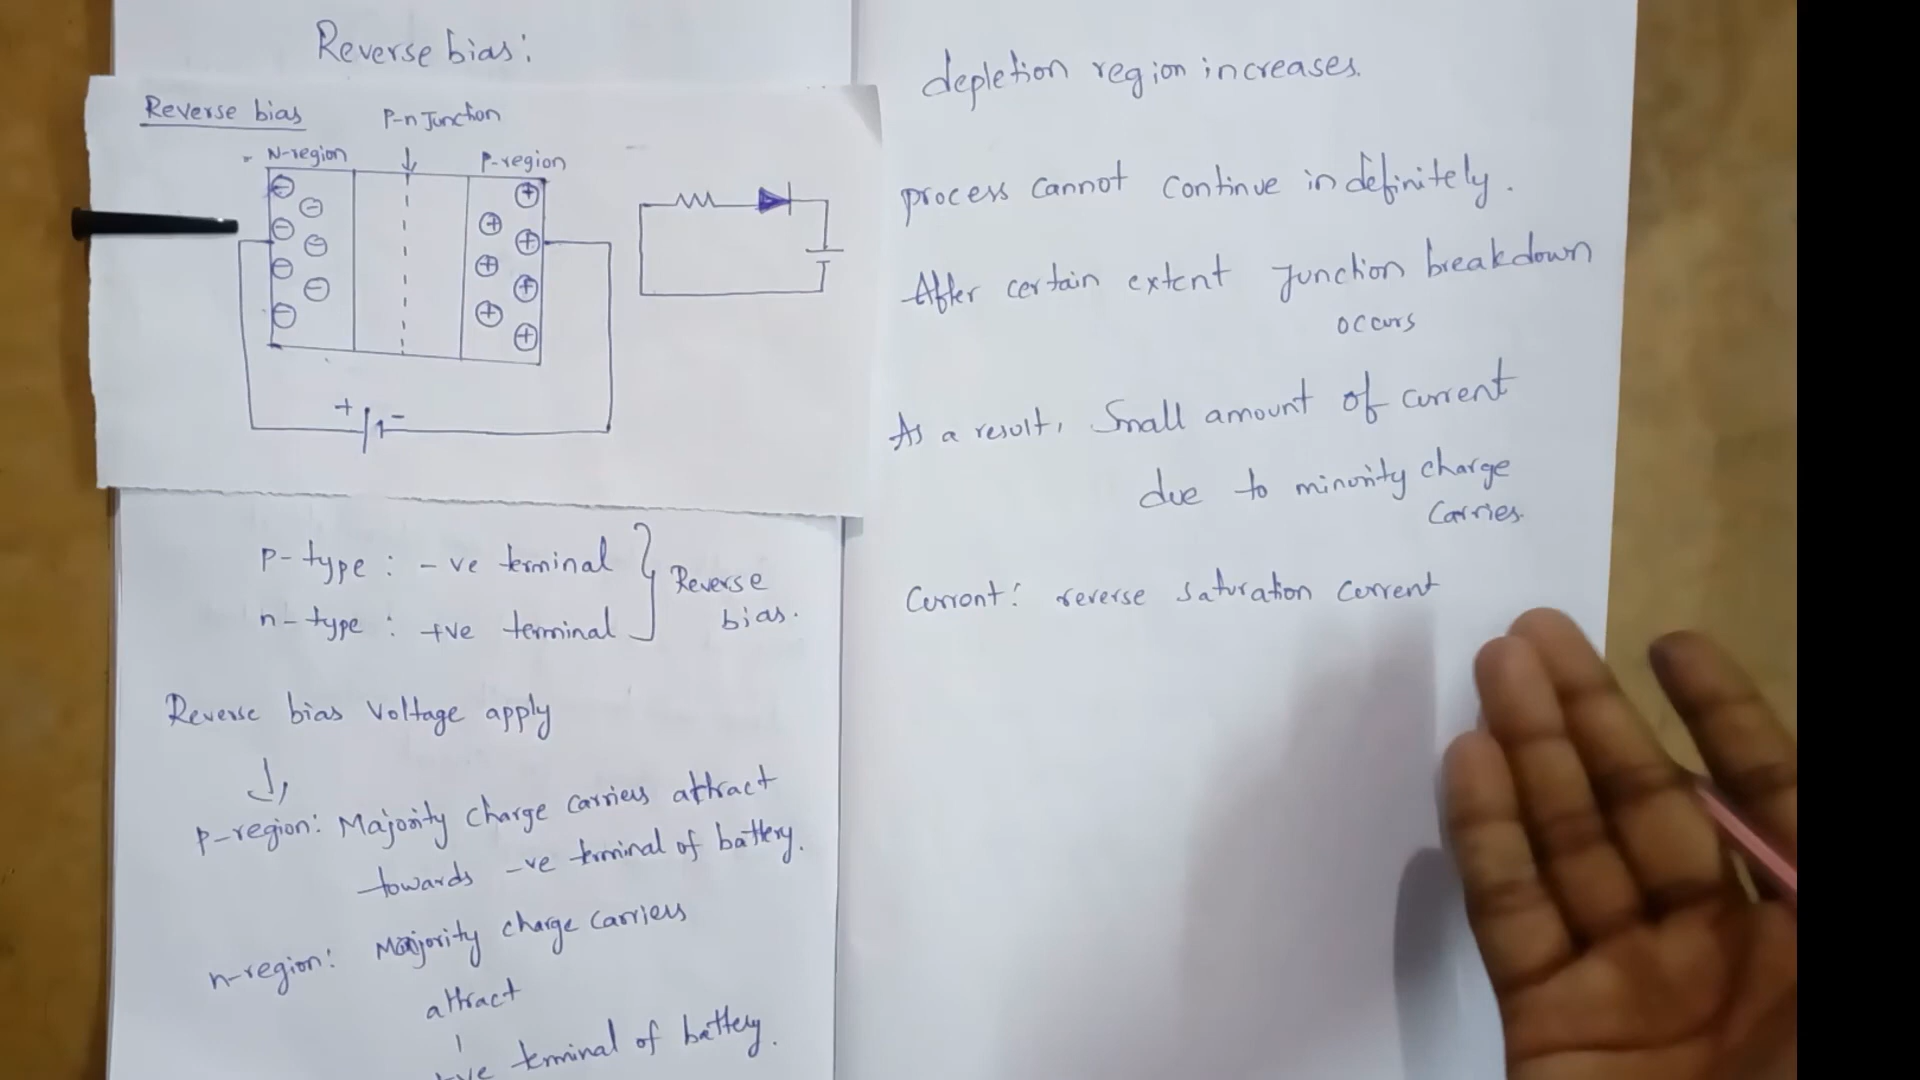 Reverse bias:
Reverse bias
P-n Junction
N-region
P-region
+ -
P-type : -ve terminal
n-type : +ve terminal
Reverse
bias.
Reverse bias Voltage apply
P-region: Majority charge carriers attract
towards -ve terminal of battery.
n-region: Majority charge carriers
attract
+ve terminal of battery.
depletion region increases.
process cannot continue indefinitely.
After certain extent Junction breakdown
occurs
As a result, Small amount of current
due to minority charge
Carries.
Current: reverse saturation current